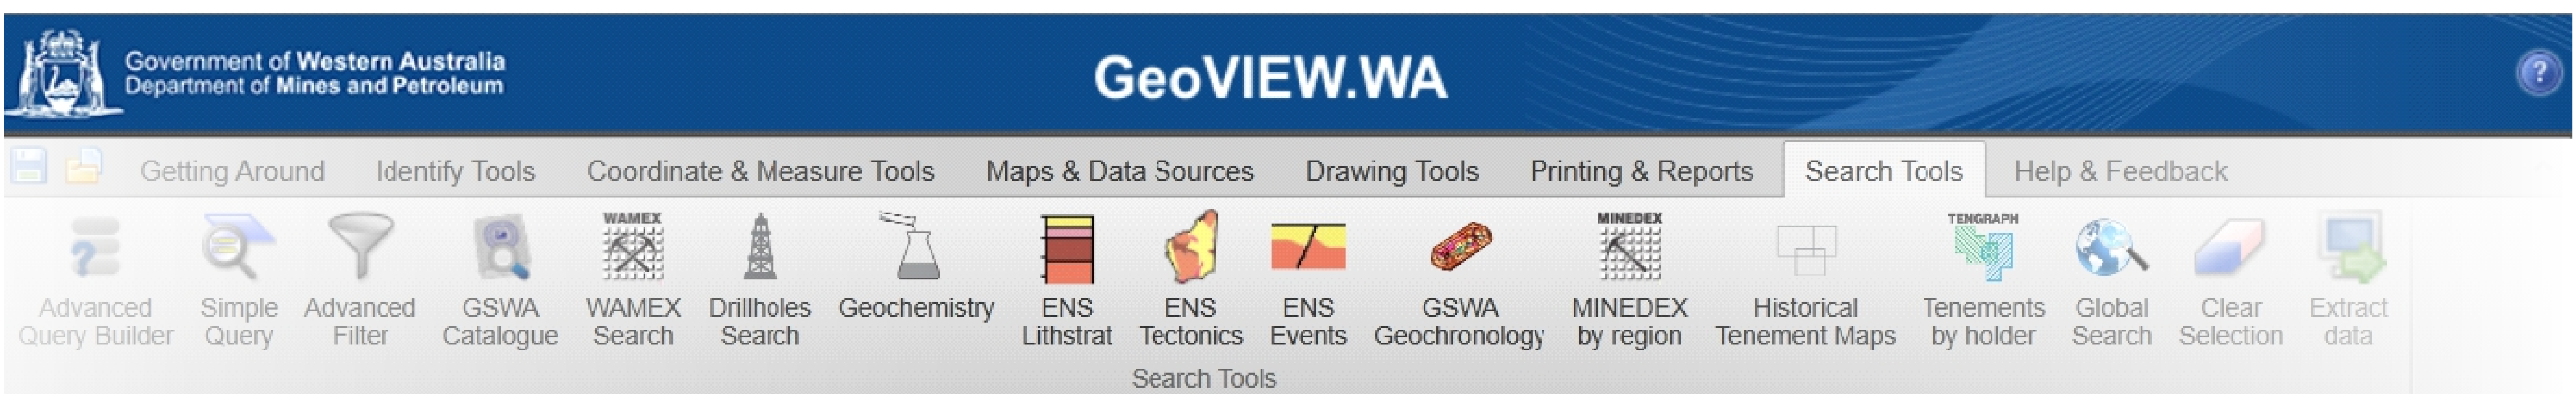 Government of Western Australia
Department of Mines and Petroleum
GeoVIEW.WA
?
Getting Around Identify Tools Coordinate & Measure Tools Maps & Data Sources Drawing Tools Printing & Reports Search Tools Help & Feedback
?
WAMEX
MINEDEX
TENGRAPH
Advanced
Query Builder
Simple
Query
Advanced
Filter
GSWA
Catalogue
WAMEX
Search
Drillholes
Search
Geochemistry
ENS
Lithstrat
ENS
Tectonics
ENS
Events
GSWA
Geochronology
MINEDEX
by region
Historical
Tenement Maps
Tenements
by holder
Global
Search
Clear
Selection
Extract
data
Search Tools